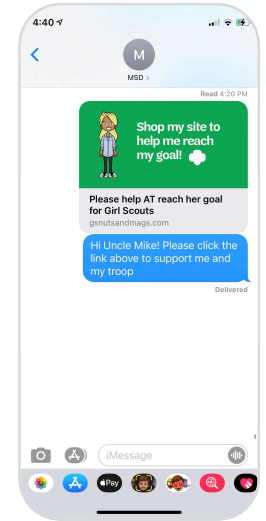 4:40
M
MSD
Read 4:20 PM
Shop my site to
help me reach
my goal!
Please help AT reach her goal
for Girl Scouts
gsnutsandmags.com
Hi Uncle Mike! Please click the
link above to support me and
my troop
Delivered
iMessage
Pay